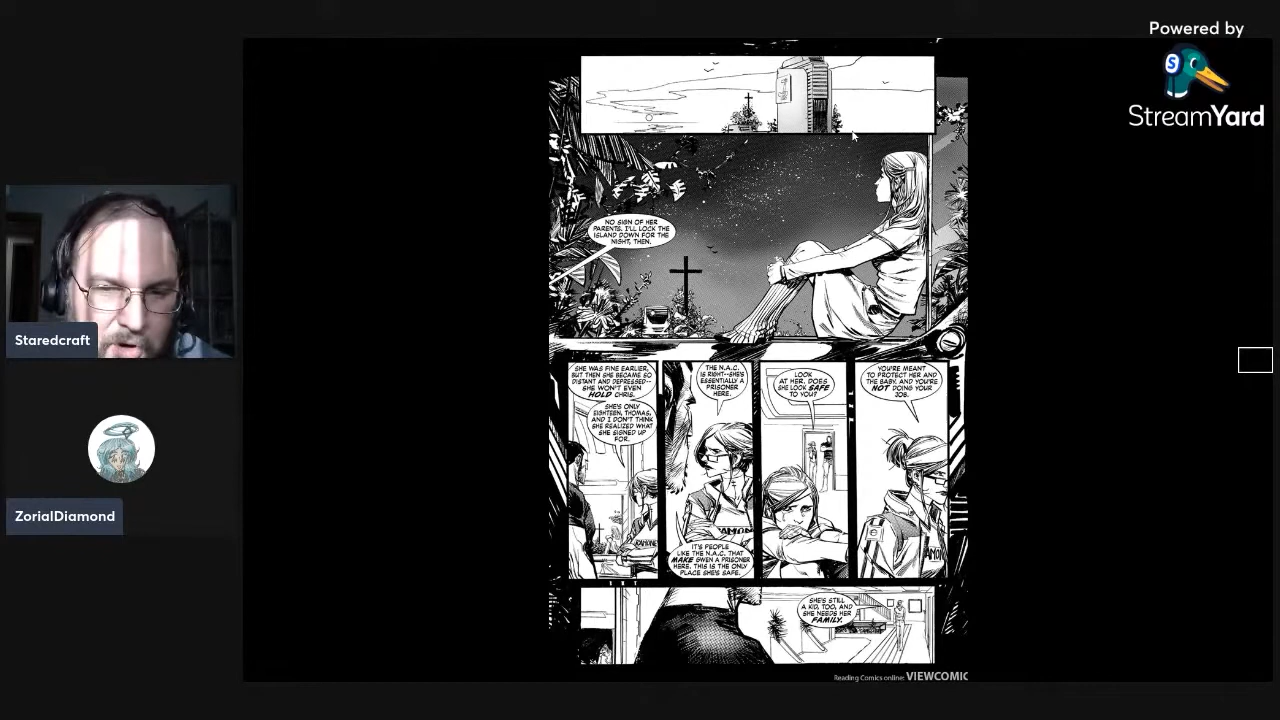 Powered by
StreamYard
Staredcraft
ZorialDiamond
NO SIGN OF HER
PARENTS. I'LL LOCK THE
ISLAND DOWN FOR THE
NIGHT, THEN.
SHE WAS FINE EARLIER,
BUT THEN SHE BECAME SO
DISTANT AND DEPRESSED--
SHE WON'T EVEN
HOLD CHRIS.
SHE'S ONLY
EIGHTEEN, THOMAS,
AND I DON'T THINK
SHE REALIZED WHAT
SHE SIGNED UP
FOR.
THE N.A.C.
IS RIGHT--SHE'S
ESSENTIALLY A
PRISONER
HERE.
IT'S PEOPLE
LIKE THE N.A.C. THAT
MAKE GWEN A PRISONER
HERE. THIS IS THE ONLY
PLACE SHE'S SAFE.
LOOK
AT HER. DOES
SHE LOOK SAFE
TO YOU?
YOU'RE MEANT
TO PROTECT HER AND
THE BABY. AND YOU'RE
NOT DOING YOUR
JOB.
RAMONE
AMON
AMO
SHE'S STILL
A KID, TOO, AND
SHE NEEDS HER
FAMILY.
Reading Comics online: VIEWCOMIC